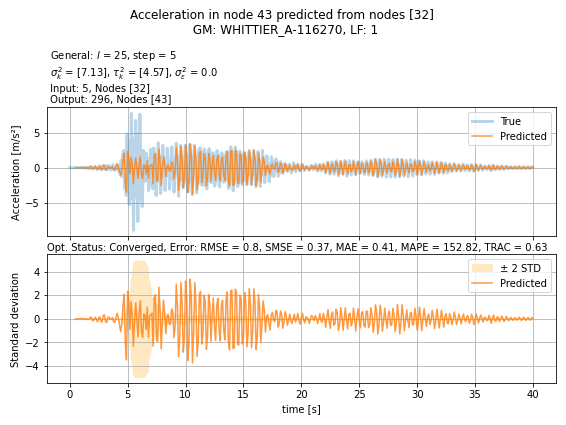 Acceleration in node 43 predicted from nodes [32]
GM: WHITTIER_A-116270, LF: 1
General: l = 25, step = 5
σ²ₖ = [7.13], τ²ₖ = [4.57], σ²ε = 0.0
Input: 5, Nodes [32]
Output: 296, Nodes [43]
Acceleration [m/s²]
5
0
−5
True
Predicted
Opt. Status: Converged, Error: RMSE = 0.8, SMSE = 0.37, MAE = 0.41, MAPE = 152.82, TRAC = 0.63
Standard deviation
4
2
0
−2
−4
± 2 STD
Predicted
0 5 10 15 20 25 30 35 40
time [s]